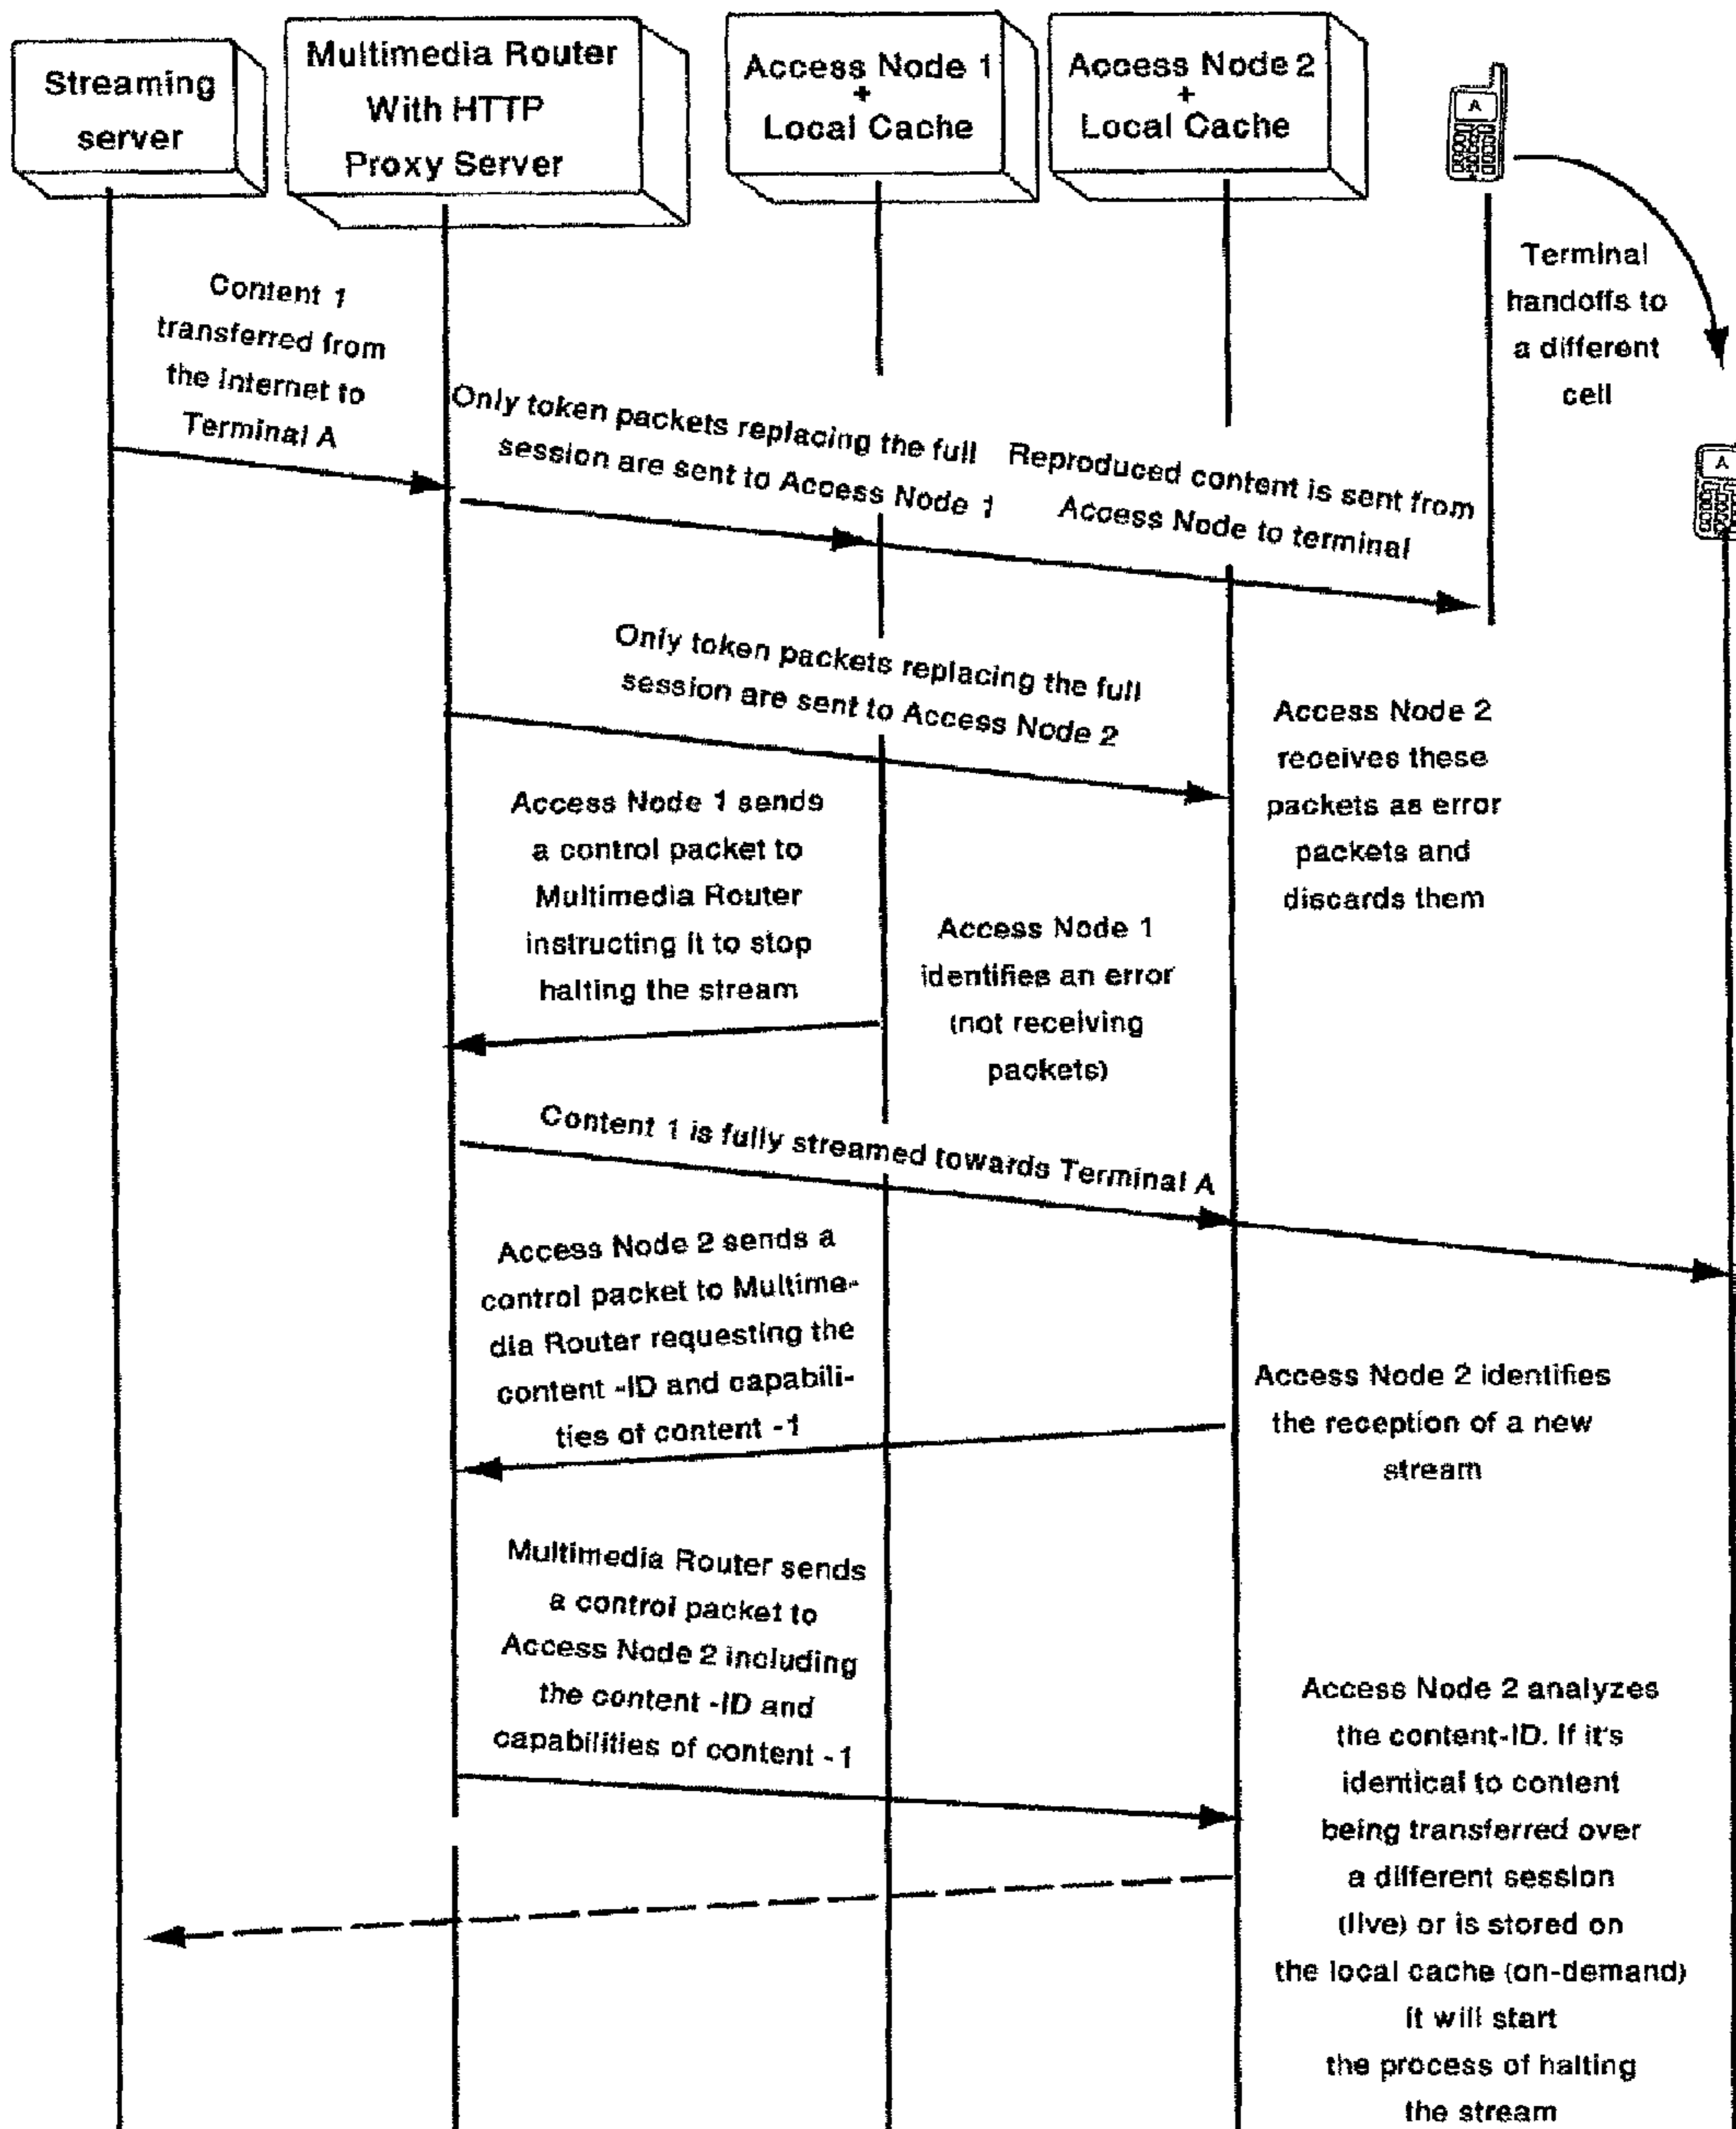 Streaming
server
Multimedia Router
With HTTP
Proxy Server
Access Node 1
+
Local Cache
Access Node 2
+
Local Cache
A
Terminal
handoffs to
a different
cell
A
Content 1
transferred from
the Internet to
Terminal A
Only token packets replacing the full
session are sent to Access Node 1
Reproduced content is sent from
Access Node to terminal
Only token packets replacing the full
session are sent to Access Node 2
Access Node 2
receives these
packets as error
packets and
discards them
Access Node 1 sends
a control packet to
Multimedia Router
instructing it to stop
halting the stream
Access Node 1
identifies an error
(not receiving
packets)
Content 1 is fully streamed towards Terminal A
Access Node 2 sends a
control packet to Multime-
dia Router requesting the
content -ID and capabili-
ties of content -1
Access Node 2 identifies
the reception of a new
stream
Multimedia Router sends
a control packet to
Access Node 2 including
the content -ID and
capabilities of content -1
Access Node 2 analyzes
the content-ID. If it's
identical to content
being transferred over
a different session
(live) or is stored on
the local cache (on-demand)
it will start
the process of halting
the stream